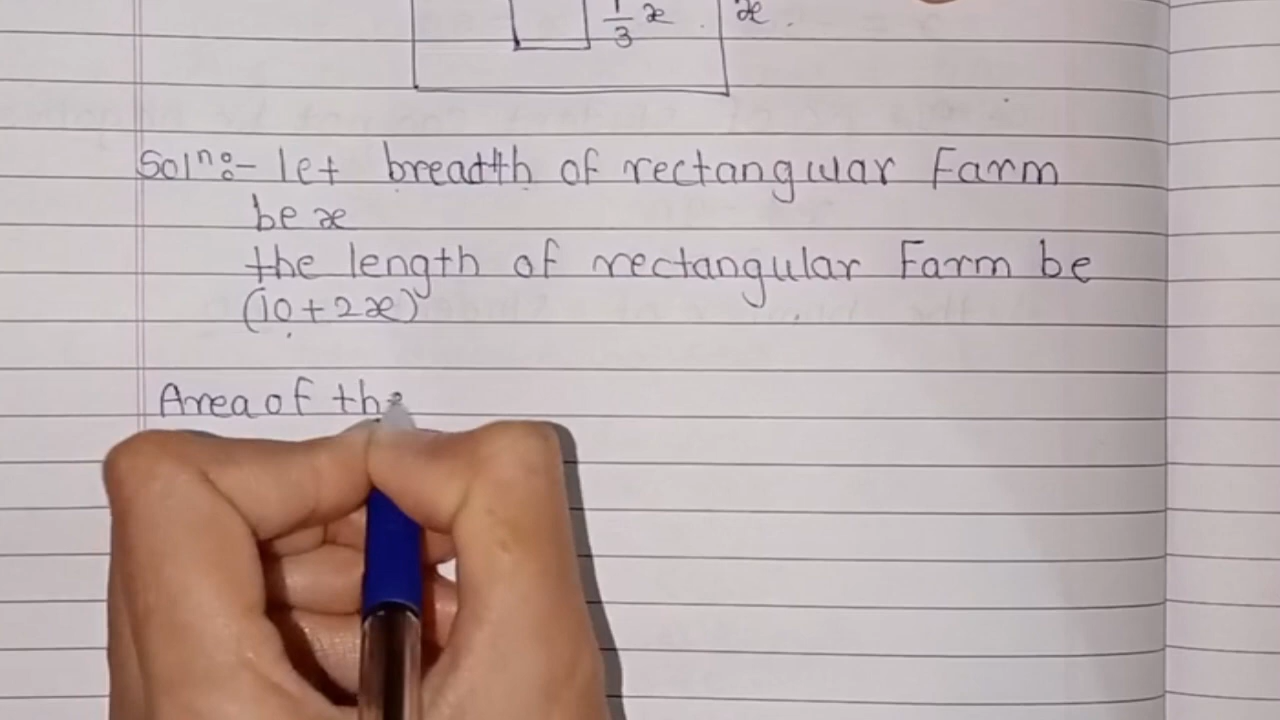 1/3 x x.
Solⁿ:- let breadth of rectangular Farm
be x
the length of rectangular Farm be
(10+2x)
Area of the